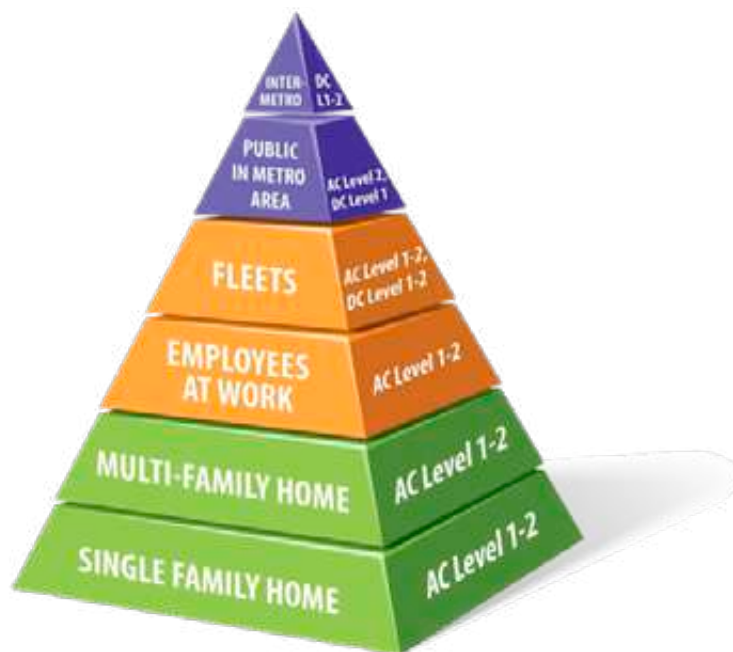 INTER-
METRO
DC
L1-2
PUBLIC
IN METRO
AREA
AC Level 2,
DC Level 1
FLEETS
AC Level 1-2,
DC Level 1-2
EMPLOYEES
AT WORK
AC Level 1-2
MULTI-FAMILY HOME
AC Level 1-2
SINGLE FAMILY HOME
AC Level 1-2